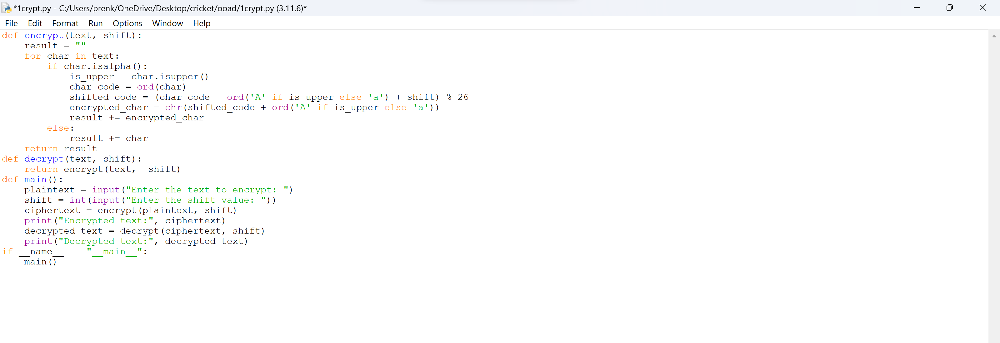 *1crypt.py - C:/Users/prenk/OneDrive/Desktop/cricket/ooad/1crypt.py (3.11.6)*
File Edit Format Run Options Window Help
def encrypt(text, shift):
    result = ""
    for char in text:
        if char.isalpha():
            is_upper = char.isupper()
            char_code = ord(char)
            shifted_code = (char_code - ord('A' if is_upper else 'a') + shift) % 26
            encrypted_char = chr(shifted_code + ord('A' if is_upper else 'a'))
            result += encrypted_char
        else:
            result += char
    return result
def decrypt(text, shift):
    return encrypt(text, -shift)
def main():
    plaintext = input("Enter the text to encrypt: ")
    shift = int(input("Enter the shift value: "))
    ciphertext = encrypt(plaintext, shift)
    print("Encrypted text:", ciphertext)
    decrypted_text = decrypt(ciphertext, shift)
    print("Decrypted text:", decrypted_text)
if __name__ == "__main__":
    main()